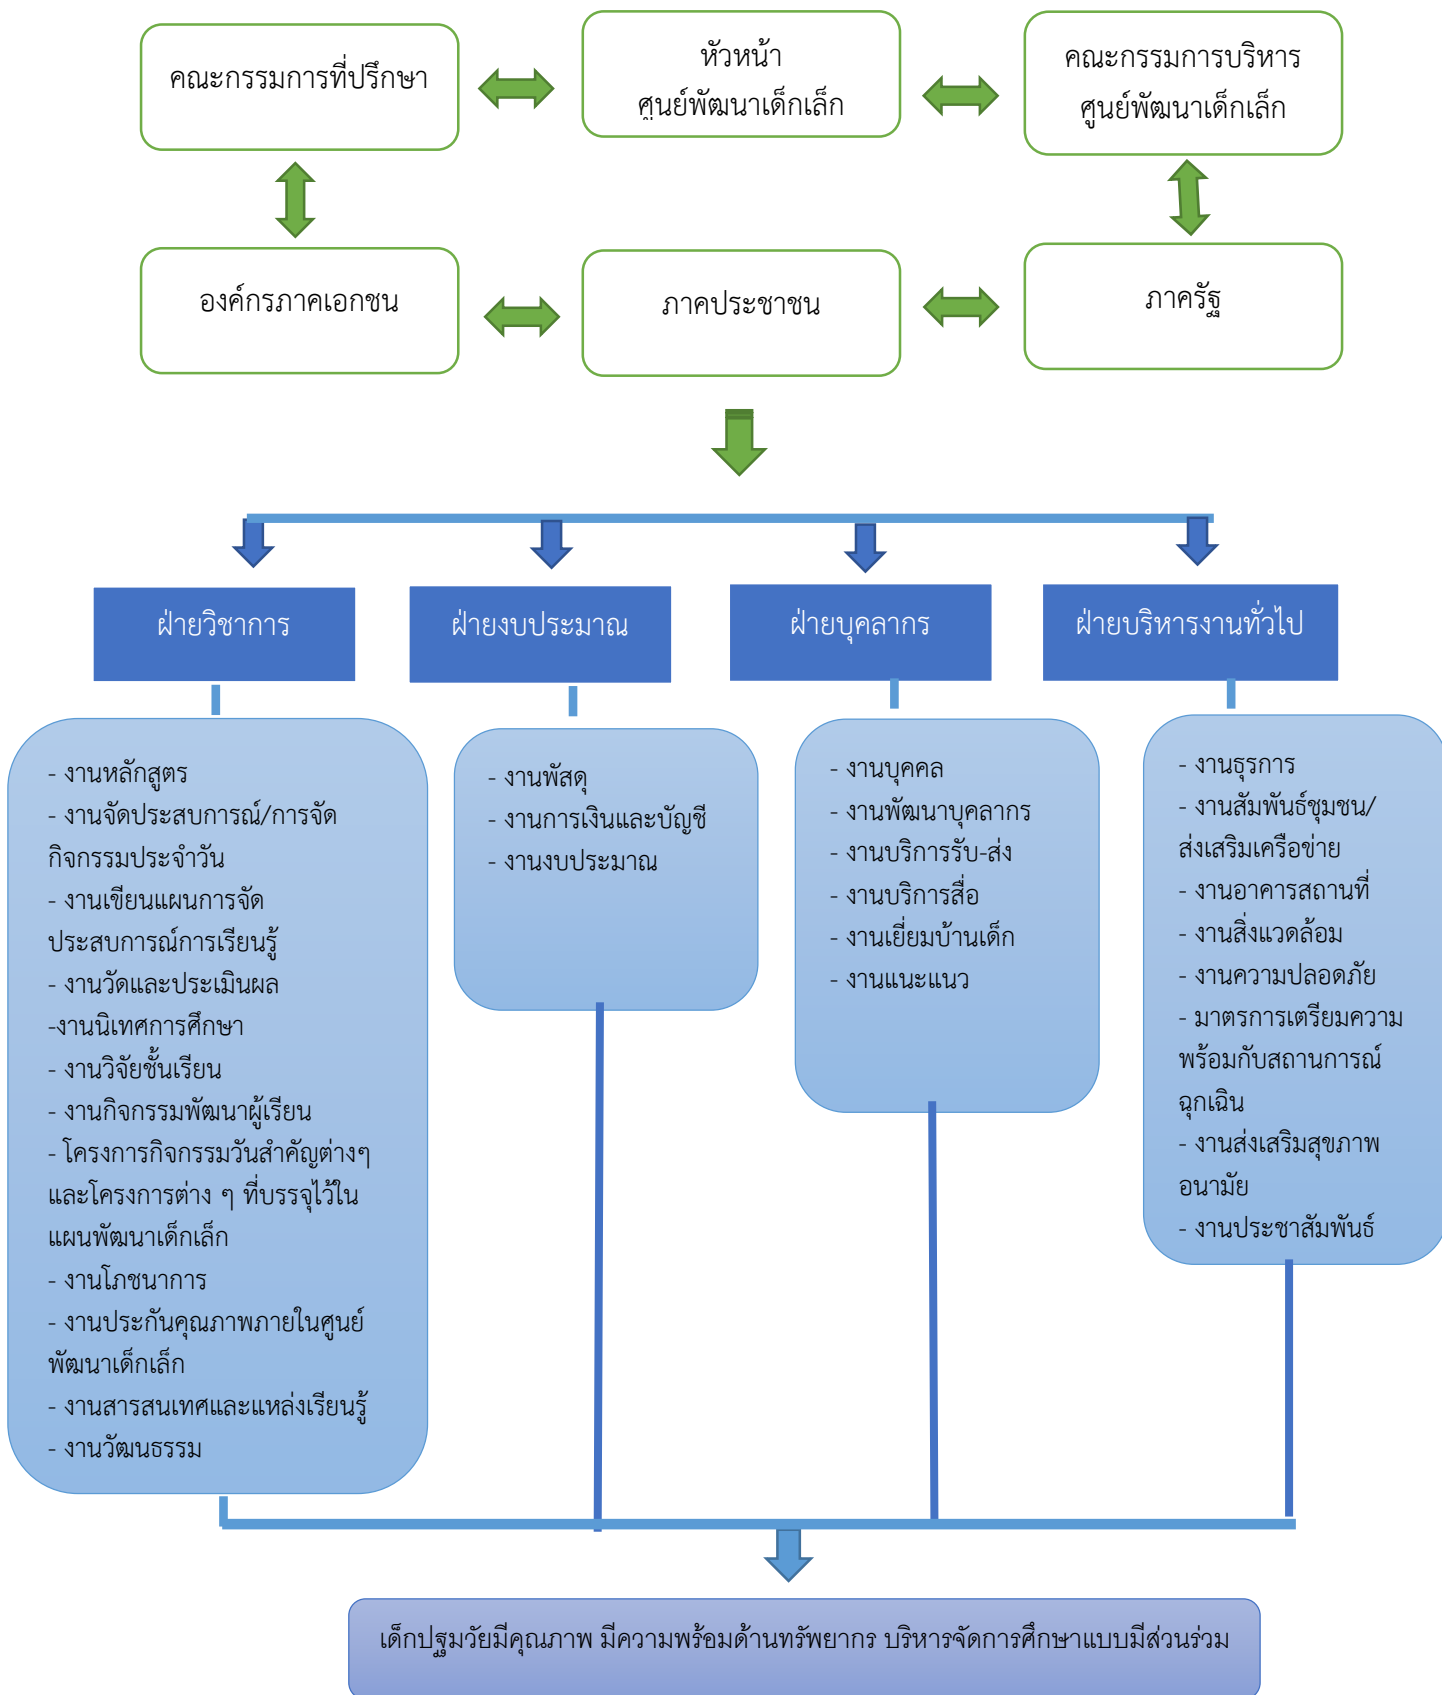 คณะกรรมการที่ปรึกษา
หัวหน้า
ศูนย์พัฒนาเด็กเล็ก
คณะกรรมการบริหาร
ศูนย์พัฒนาเด็กเล็ก
องค์กรภาคเอกชน
ภาคประชาชน
ภาครัฐ
ฝ่ายวิชาการ
ฝ่ายงบประมาณ
ฝ่ายบุคลากร
ฝ่ายบริหารงานทั่วไป
- งานหลักสูตร
- งานจัดประสบการณ์/การจัด
กิจกรรมประจำวัน
- งานเขียนแผนการจัด
ประสบการณ์การเรียนรู้
- งานวัดและประเมินผล
-งานนิเทศการศึกษา
- งานวิจัยชั้นเรียน
- งานกิจกรรมพัฒนาผู้เรียน
- โครงการกิจกรรมวันสำคัญต่างๆ
และโครงการต่าง ๆ ที่บรรจุไว้ใน
แผนพัฒนาเด็กเล็ก
- งานโภชนาการ
- งานประกันคุณภาพภายในศูนย์
พัฒนาเด็กเล็ก
- งานสารสนเทศและแหล่งเรียนรู้
- งานวัฒนธรรม
- งานพัสดุ
- งานการเงินและบัญชี
- งานงบประมาณ
- งานบุคคล
- งานพัฒนาบุคลากร
- งานบริการรับ-ส่ง
- งานบริการสื่อ
- งานเยี่ยมบ้านเด็ก
- งานแนะแนว
- งานธุรการ
- งานสัมพันธ์ชุมชน/
ส่งเสริมเครือข่าย
- งานอาคารสถานที่
- งานสิ่งแวดล้อม
- งานความปลอดภัย
- มาตรการเตรียมความ
พร้อมกับสถานการณ์
ฉุกเฉิน
- งานส่งเสริมสุขภาพ
อนามัย
- งานประชาสัมพันธ์
เด็กปฐมวัยมีคุณภาพ มีความพร้อมด้านทรัพยากร บริหารจัดการศึกษาแบบมีส่วนร่วม